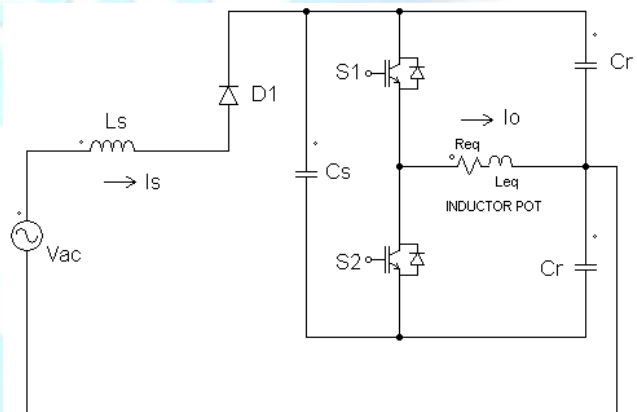 Cr
S1
D1
Io
Ls
Req
Cs
Leq
Is
INDUCTOR POT
Vac
S2
Cr